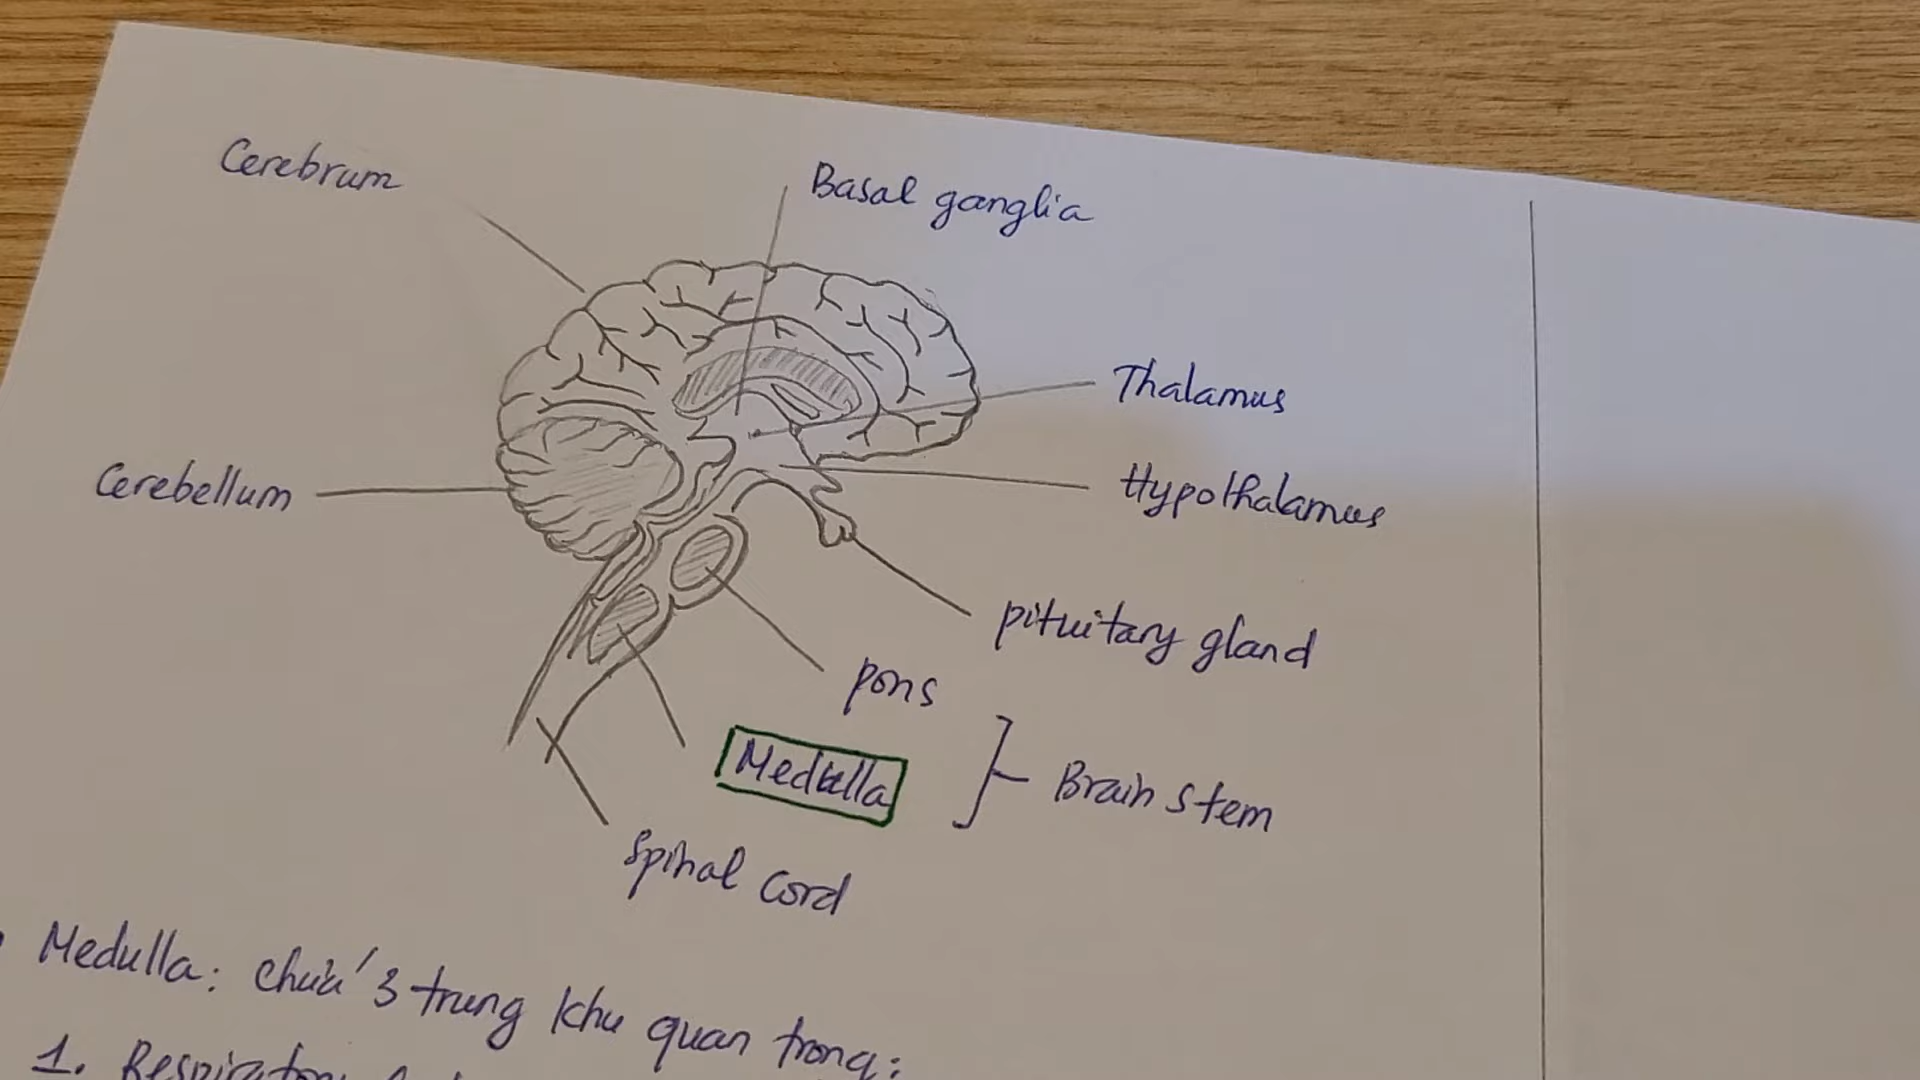 Cerebrum
Basal ganglia
Thalamus
Cerebellum
Hypothalamus
pituitary gland
pons
Medulla
Brain stem
Spinal cord
Medulla: chứa 3 trung khu quan trọng:
1. Respiratory